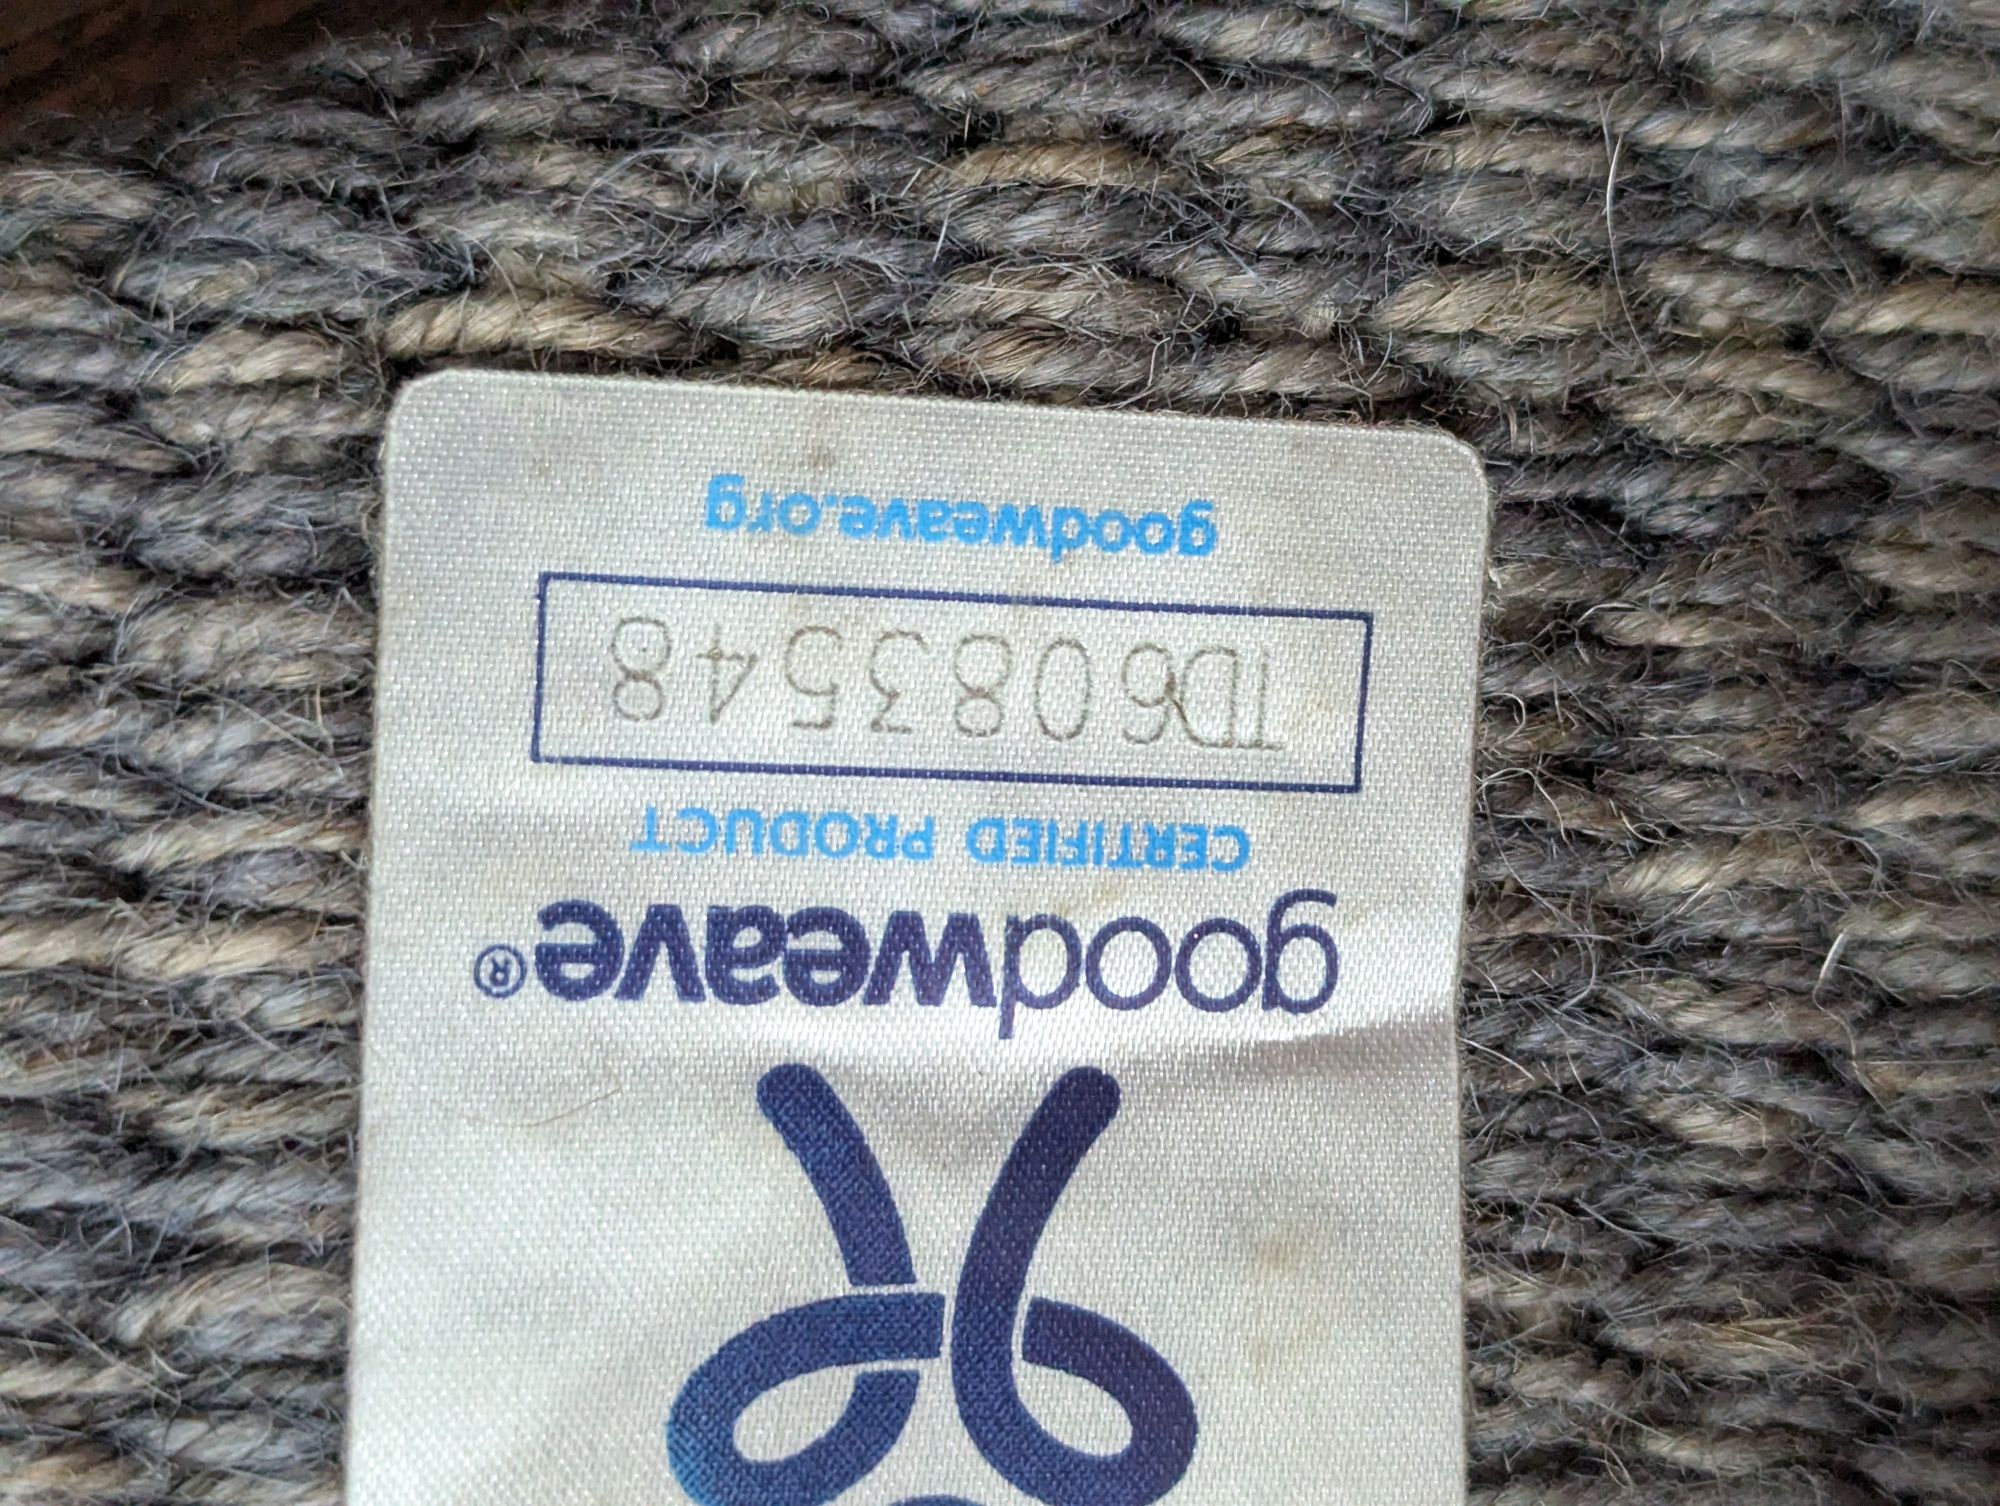 goodweave®
CERTIFIED PRODUCT
TD6083548
goodweave.org